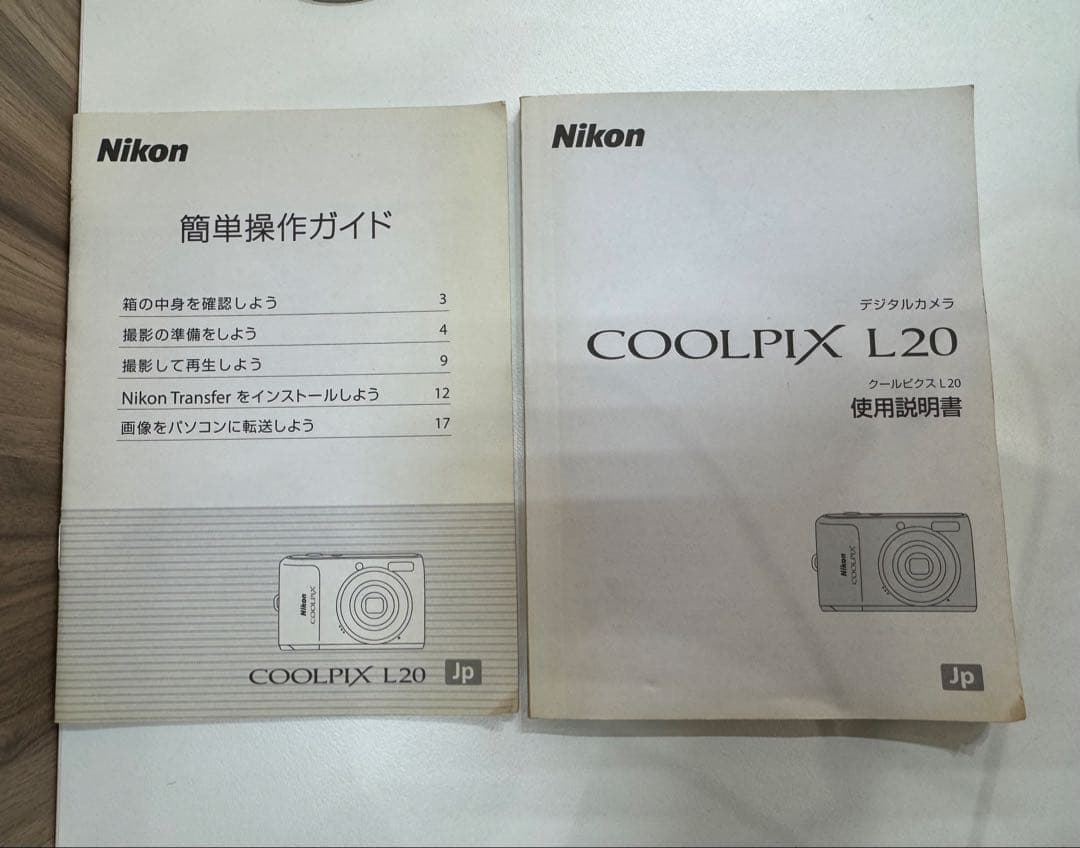 Nikon
簡単操作ガイド
箱の中身を確認しよう 3
撮影の準備をしよう 4
撮影して再生しよう 9
Nikon Transfer をインストールしよう 12
画像をパソコンに転送しよう 17
Nikon
COOLPIX
COOLPIX L20 Jp
Nikon
デジタルカメラ
COOLPIX L20
クールピクス L20
使用説明書
Nikon
COOLPIX
Jp